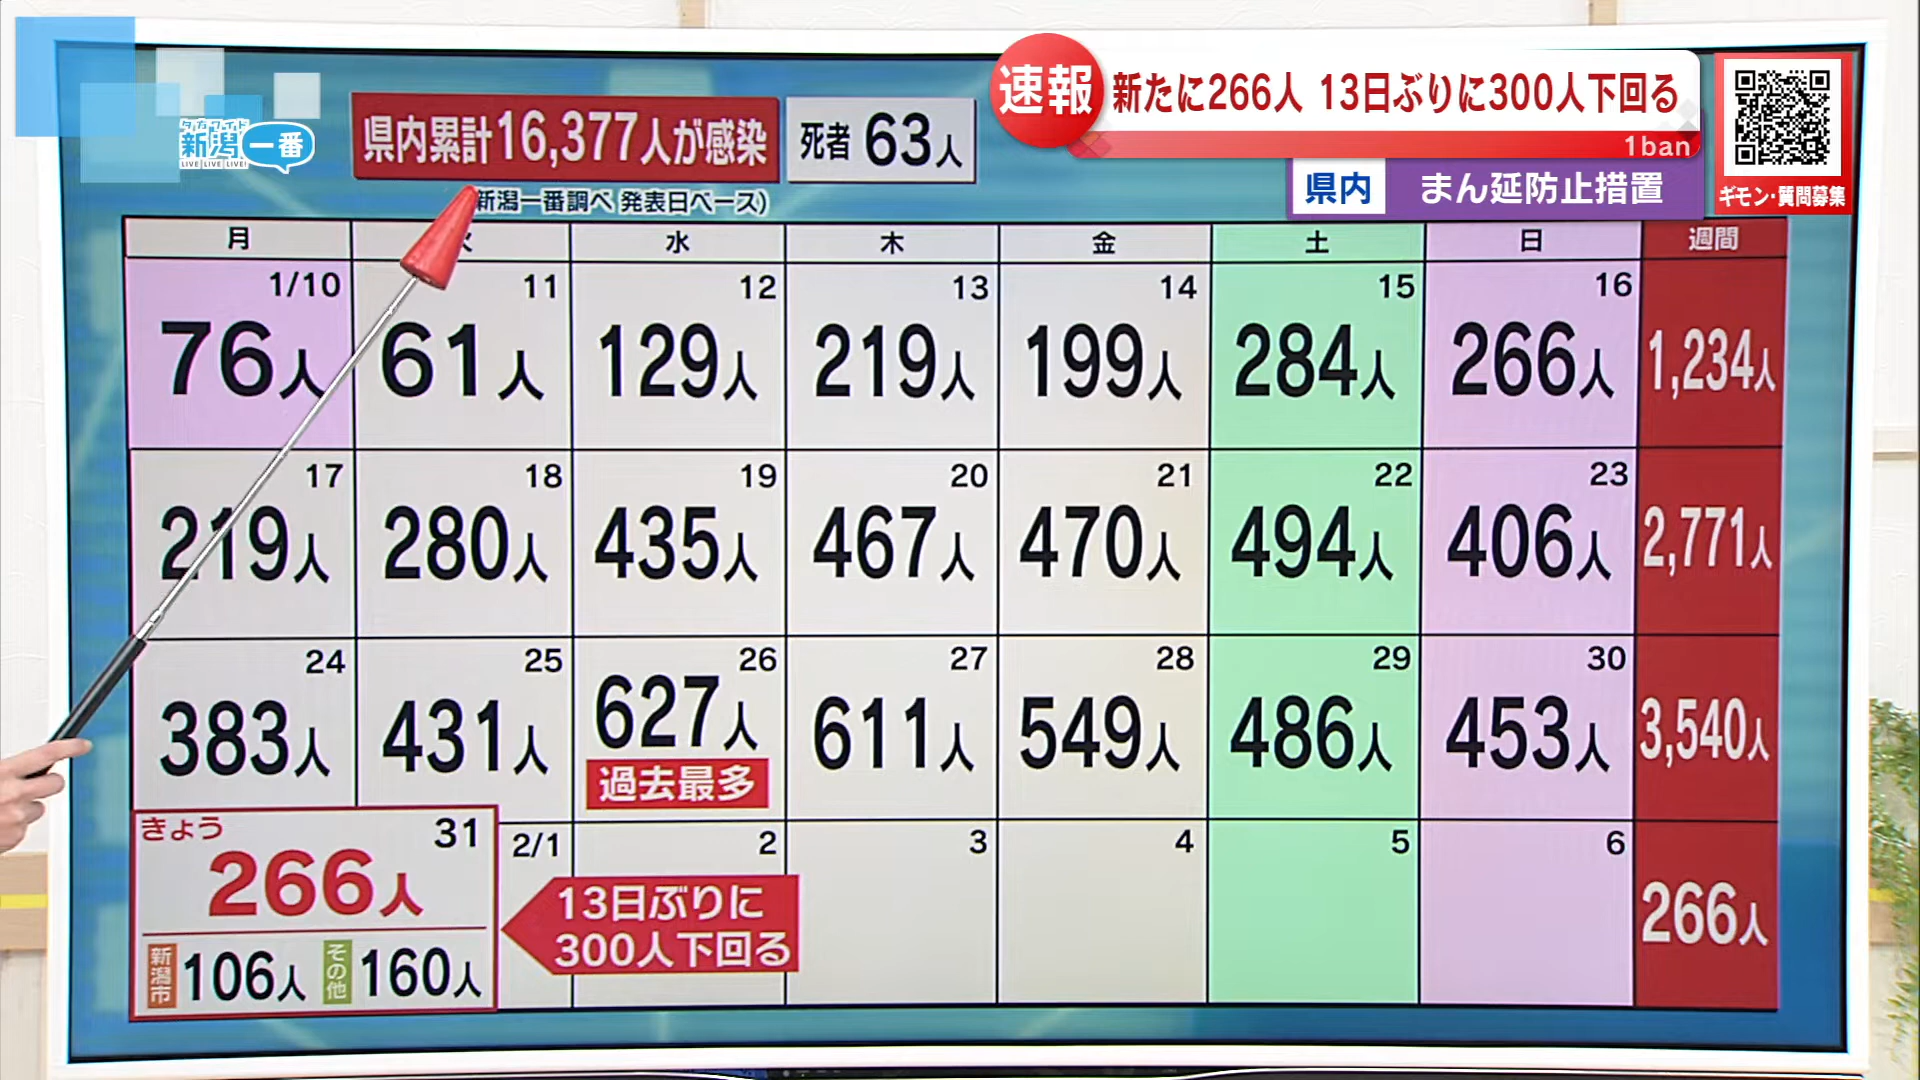 夕方ワイド
新潟一番
LIVE LIVE LIVE!
県内累計16,377人が感染
死者 63人
速報
新たに266人 13日ぶりに300人下回る
1ban
県内 まん延防止措置
ギモン・質問募集
新潟一番調べ 発表日ベース)
月 火 水 木 金 土 日 週間
1/10 11 12 13 14 15 16
76人 61人 129人 219人 199人 284人 266人 1,234人
17 18 19 20 21 22 23
219人 280人 435人 467人 470人 494人 406人 2,771人
24 25 26 27 28 29 30
383人 431人 627人 611人 549人 486人 453人 3,540人
過去最多
きょう 31 2/1 2 3 4 5 6
266人 266人
13日ぶりに
300人下回る
新潟市 106人 その他 160人